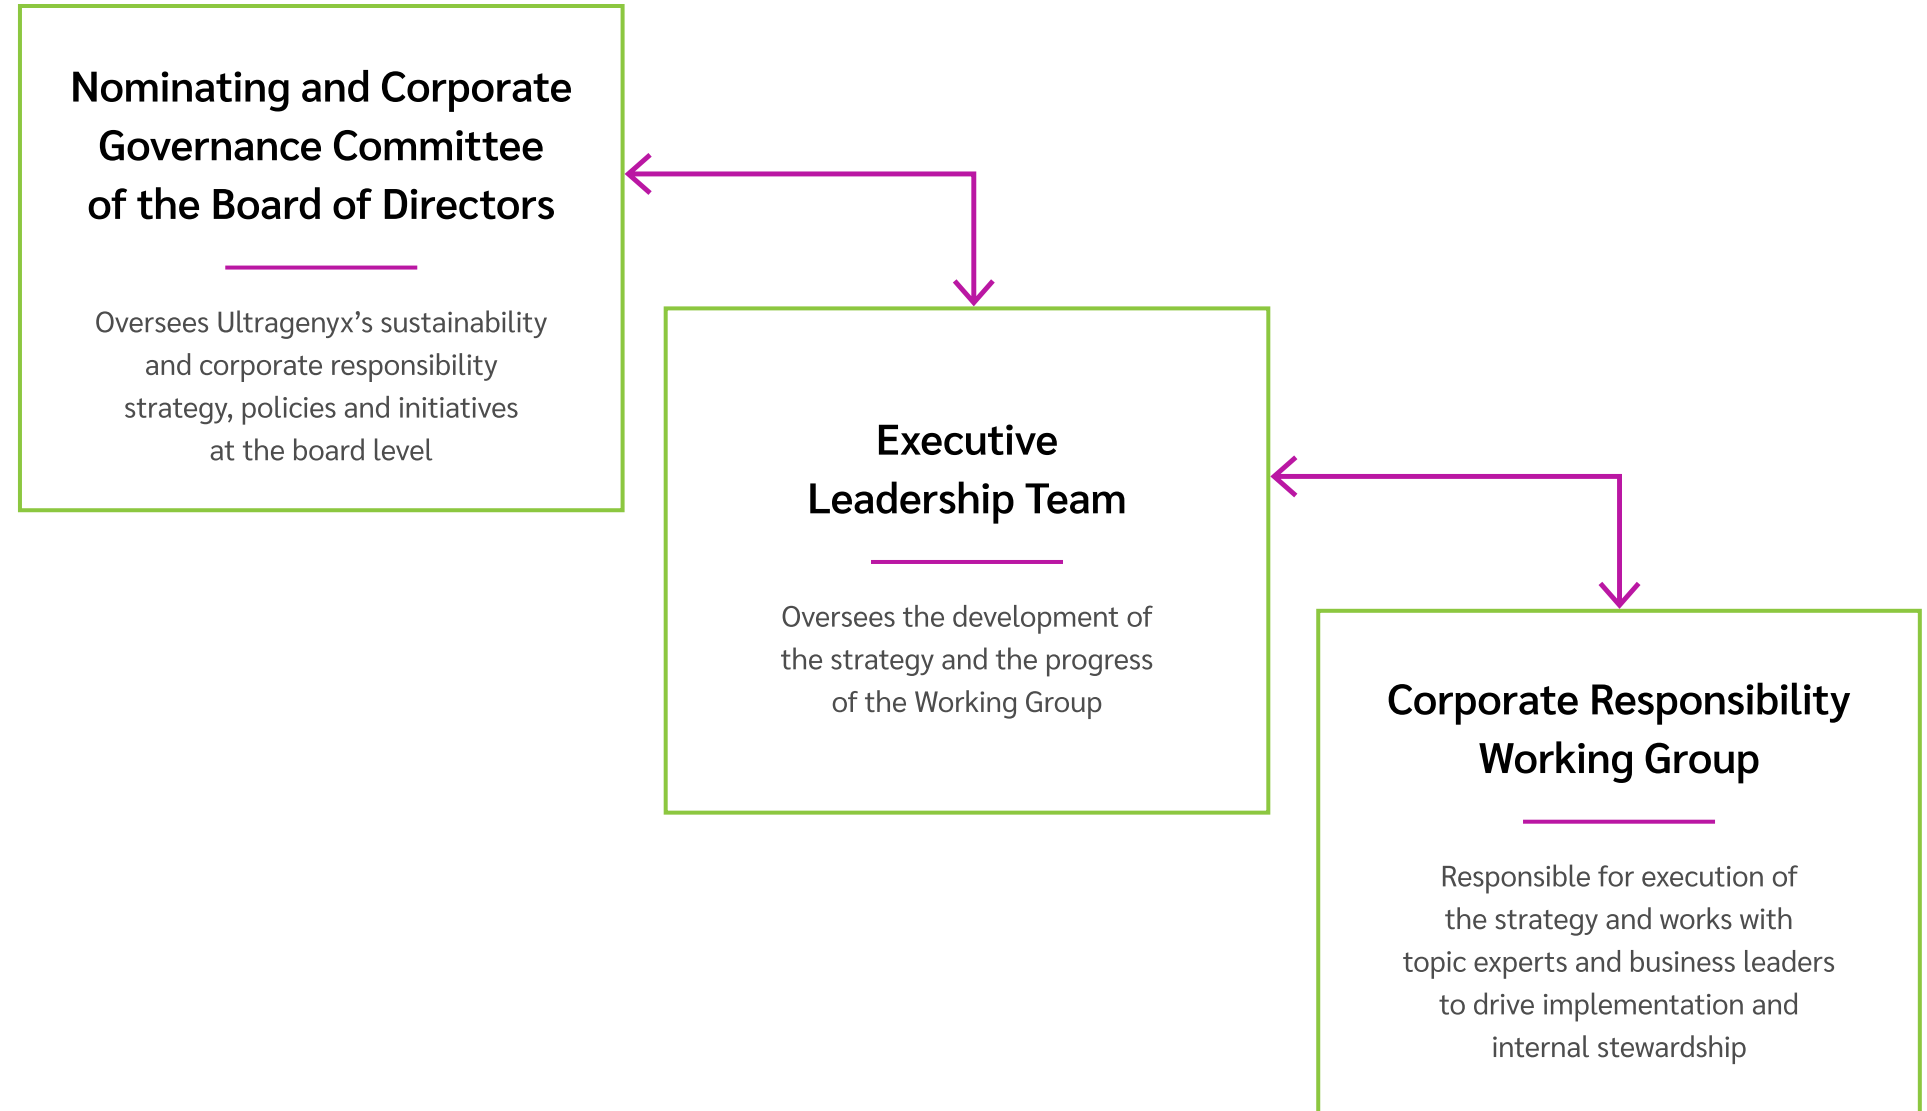 Nominating and Corporate
Governance Committee
of the Board of Directors
Oversees Ultragenyx’s sustainability
and corporate responsibility
strategy, policies and initiatives
at the board level
Executive
Leadership Team
Oversees the development of
the strategy and the progress
of the Working Group
Corporate Responsibility
Working Group
Responsible for execution of
the strategy and works with
topic experts and business leaders
to drive implementation and
internal stewardship